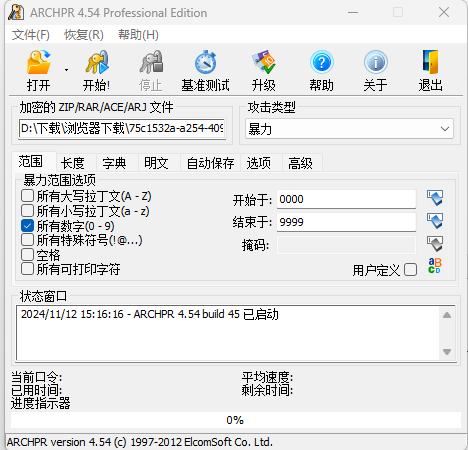 ARCHPR 4.54 Professional Edition
文件(F) 恢复(R) 帮助(H)
打开 开始! 停止 基准测试 升级 帮助 关于 退出
加密的 ZIP/RAR/ACE/ARJ 文件 攻击类型
D:\下载\浏览器下载\75c1532a-a254-409 暴力
范围 长度 字典 明文 自动保存 选项 高级
暴力范围选项
所有大写拉丁文(A - Z) 开始于: 0000
所有小写拉丁文(a - z)
所有数字(0 - 9) 结束于: 9999
所有特殊符号(!@...) 掩码:
空格
所有可打印字符 用户定义
状态窗口
2024/11/12 15:16:16 - ARCHPR 4.54 build 45 已启动
当前口令: 平均速度:
已用时间: 剩余时间:
进度指示器
0%
ARCHPR version 4.54 (c) 1997-2012 ElcomSoft Co. Ltd.